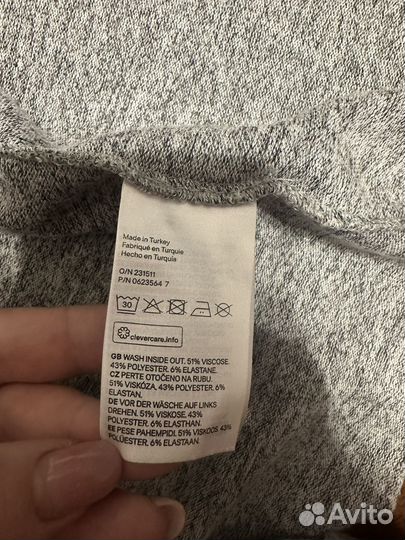 Made in Turkey
Fabriqué en Turquie
Hecho en Turquía
O/N 231511
P/N 0623564 7
30
clevercare.info
GB WASH INSIDE OUT. 51% VISCOSE.
43% POLYESTER. 6% ELASTANE.
CZ PERTE OTOČENO NA RUBU.
51% VISKÓZA, 43% POLYESTER. 6%
ELASTAN.
DE VOR DER WÄSCHE AUF LINKS
DREHEN. 51% VISKOSE. 43%
POLYESTER, 6% ELASTHAN.
EE PESE PAHEMPIDI. 51% VISKOOS. 43%
POLÜESTER, 6% ELASTAAN.
Avito